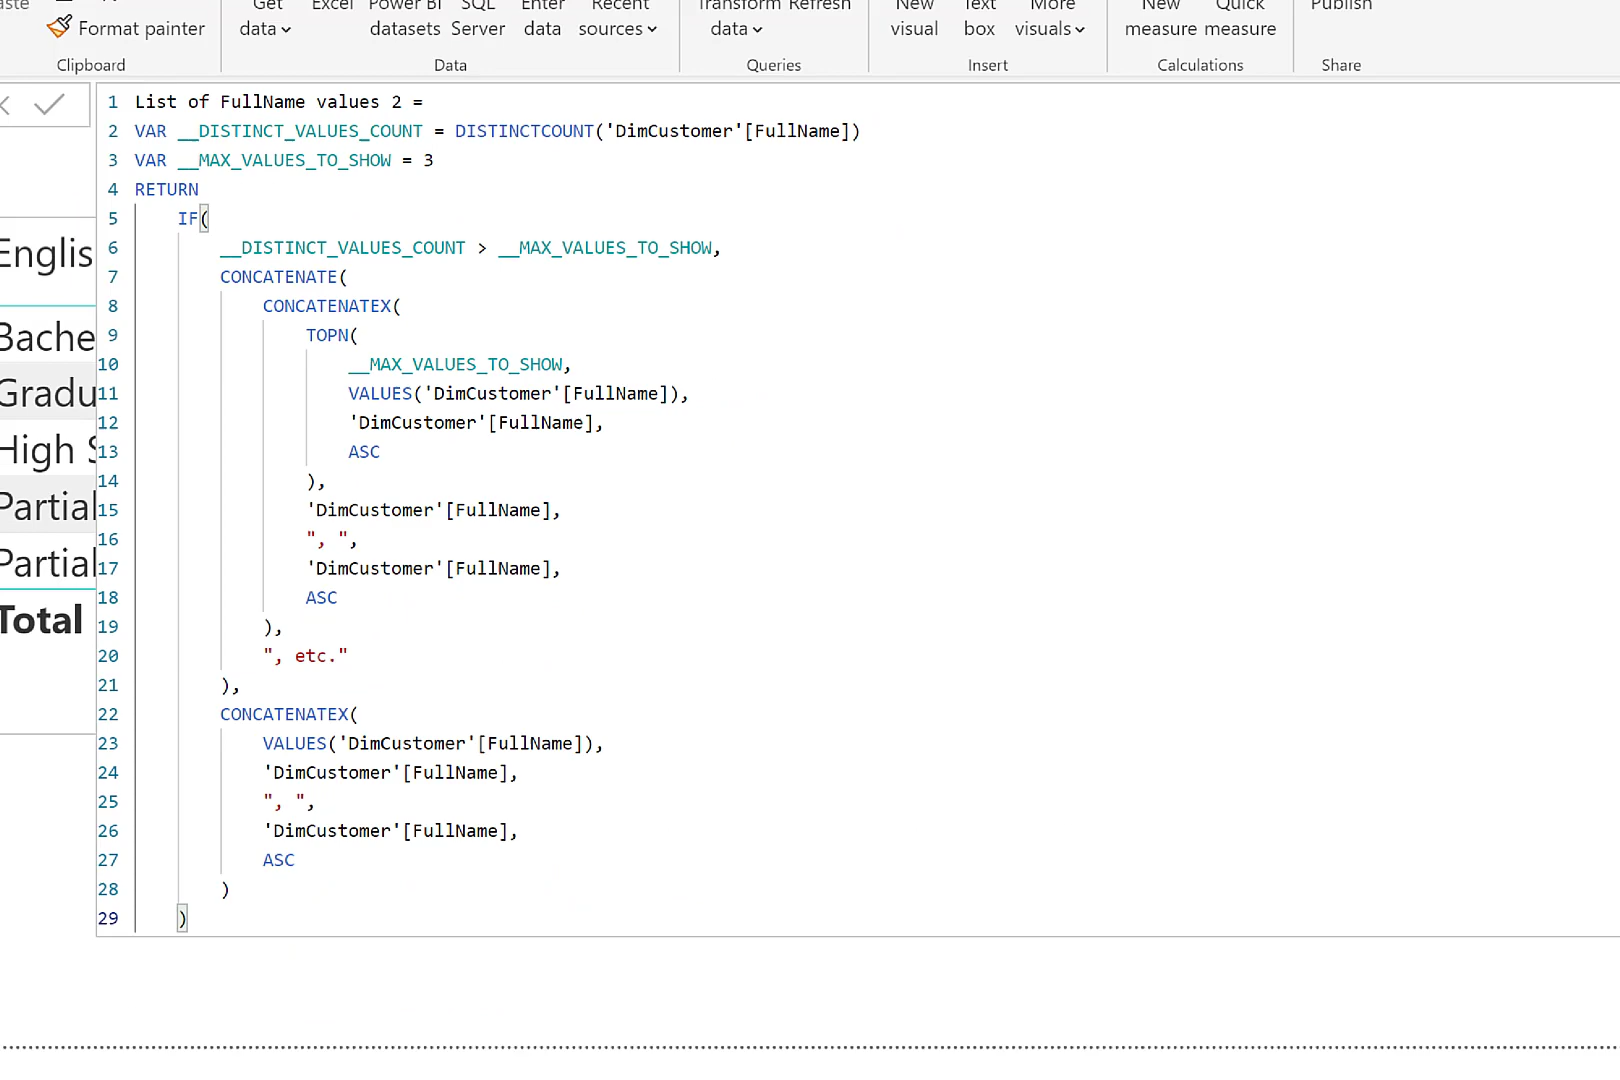 Get Excel Power BI SQL Enter Recent Transform Refresh New Text More New Quick Publish
Format painter data datasets Server data sources data visual box visuals measure measure
Clipboard Data Queries Insert Calculations Share
1 List of FullName values 2 =
2 VAR __DISTINCT_VALUES_COUNT = DISTINCTCOUNT('DimCustomer'[FullName])
3 VAR __MAX_VALUES_TO_SHOW = 3
4 RETURN
5 IF(
6 __DISTINCT_VALUES_COUNT > __MAX_VALUES_TO_SHOW,
7 CONCATENATE(
8 CONCATENATEX(
9 TOPN(
10 __MAX_VALUES_TO_SHOW,
11 VALUES('DimCustomer'[FullName]),
12 'DimCustomer'[FullName],
13 ASC
14 ),
15 'DimCustomer'[FullName],
16 ", ",
17 'DimCustomer'[FullName],
18 ASC
19 ),
20 ", etc."
21 ),
22 CONCATENATEX(
23 VALUES('DimCustomer'[FullName]),
24 'DimCustomer'[FullName],
25 ", ",
26 'DimCustomer'[FullName],
27 ASC
28 )
29 )
Englis
Bache
Gradu
High S
Partial
Partial
Total